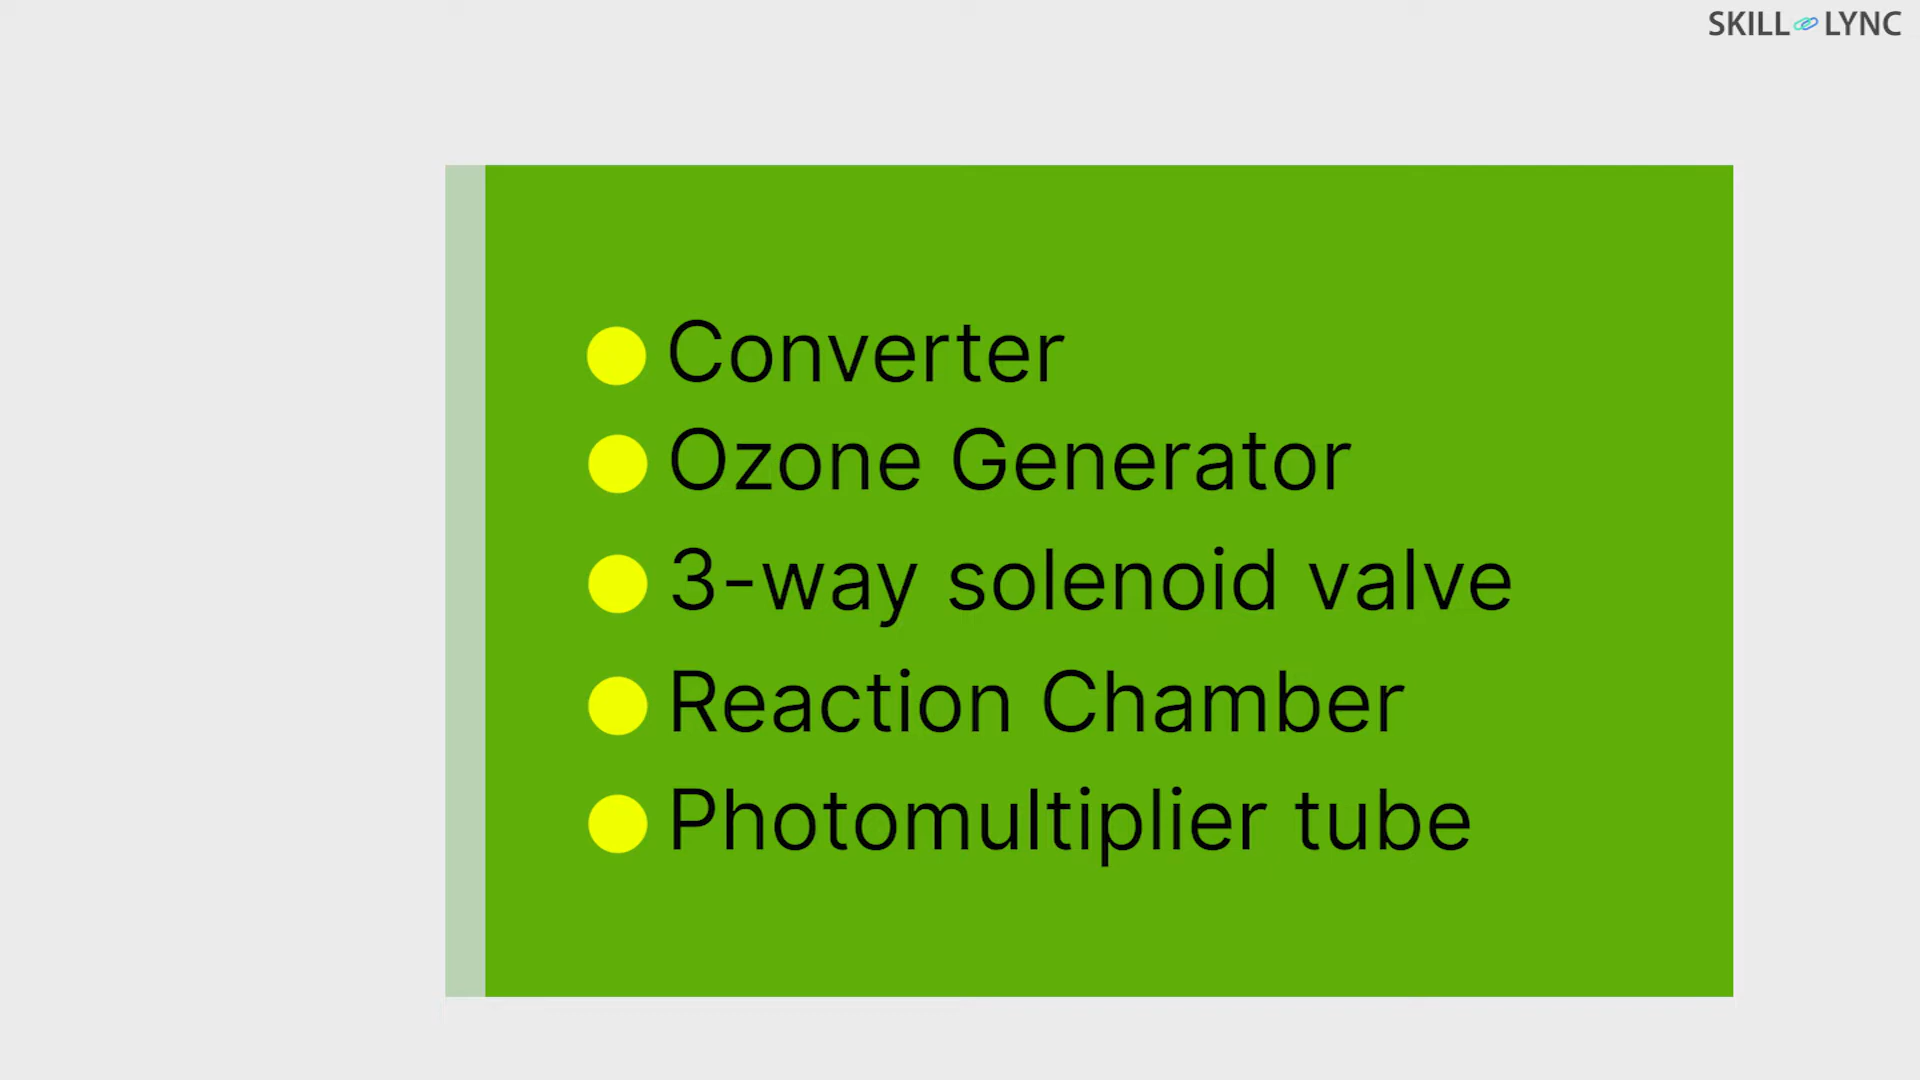 SKILL LYNC
Converter
Ozone Generator
3-way solenoid valve
Reaction Chamber
Photomultiplier tube